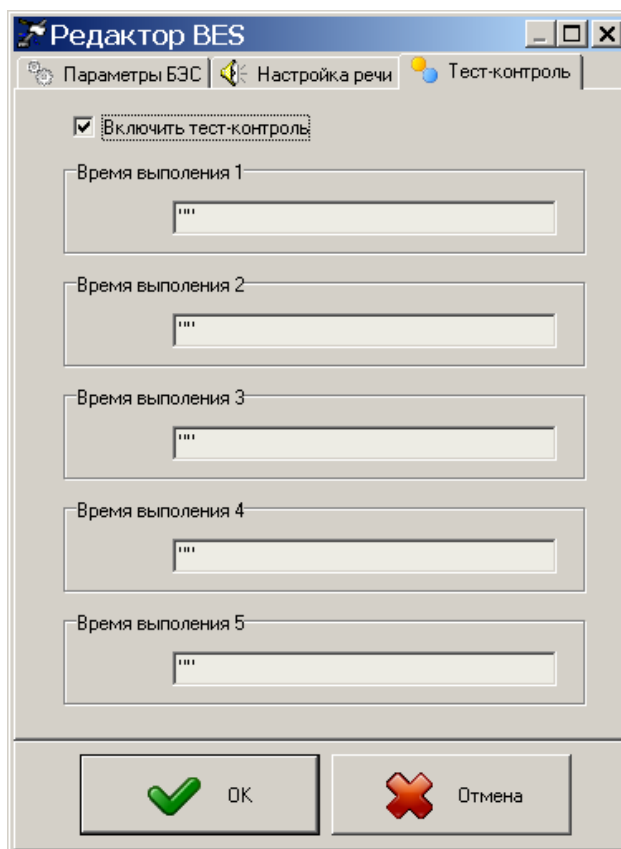 Редактор BES
Параметры БЭС Настройка речи Тест-контроль
Включить тест-контроль
Время выполения 1
""
Время выполения 2
""
Время выполения 3
""
Время выполения 4
""
Время выполения 5
""
OK Отмена